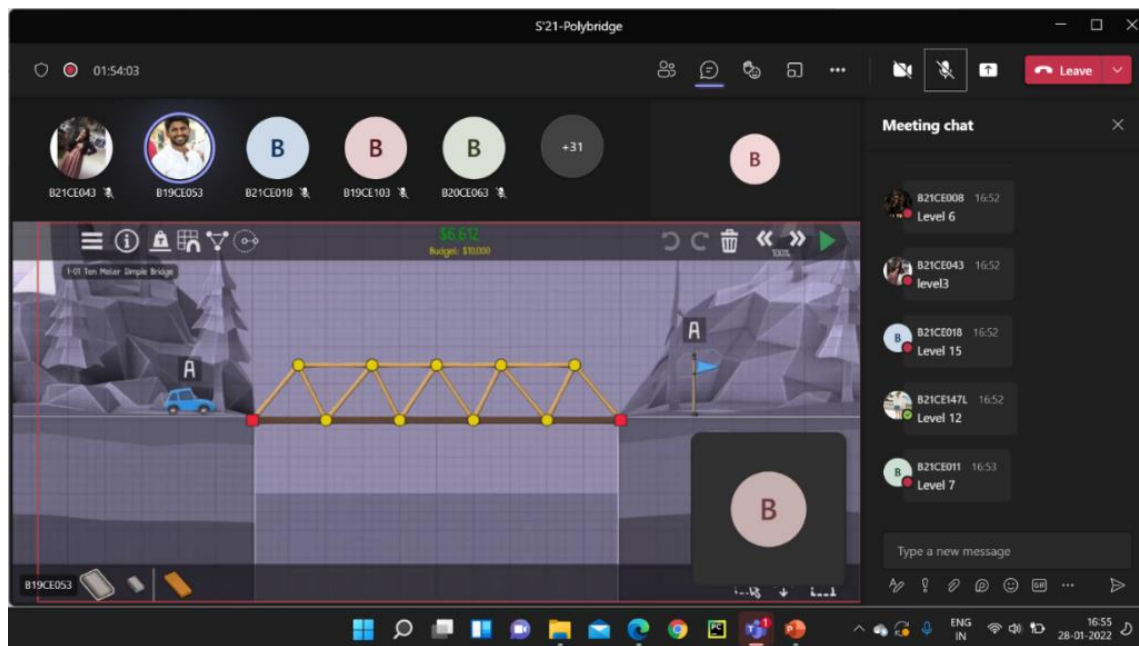 S'21-Polybridge
01:54:03
Leave
B21CE043
B19CE053
B
B21CE018
B
B19CE103
B
B20CE063
+31
B
Meeting chat
B21CE008 16:52
Level 6
B21CE043 16:52
level3
B
B21CE018 16:52
Level 15
B21CE147L 16:52
Level 12
B
B21CE011 16:53
Level 7
Type a new message
GIF
$6,612
Budget: $10,000
100%
1-01 Ten Meter Simple Bridge
A
A
B
B19CE053
PC
1
P
ENG
IN
16:55
28-01-2022